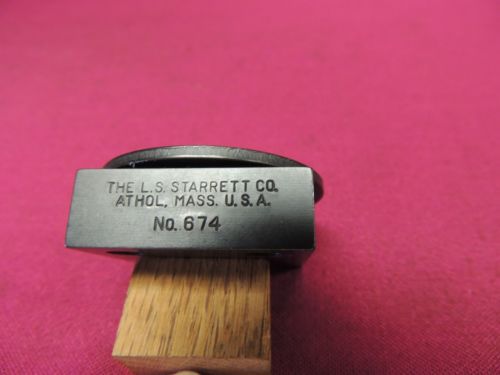 THE L.S. STARRETT CO.
ATHOL, MASS. U.S.A.
No. 674